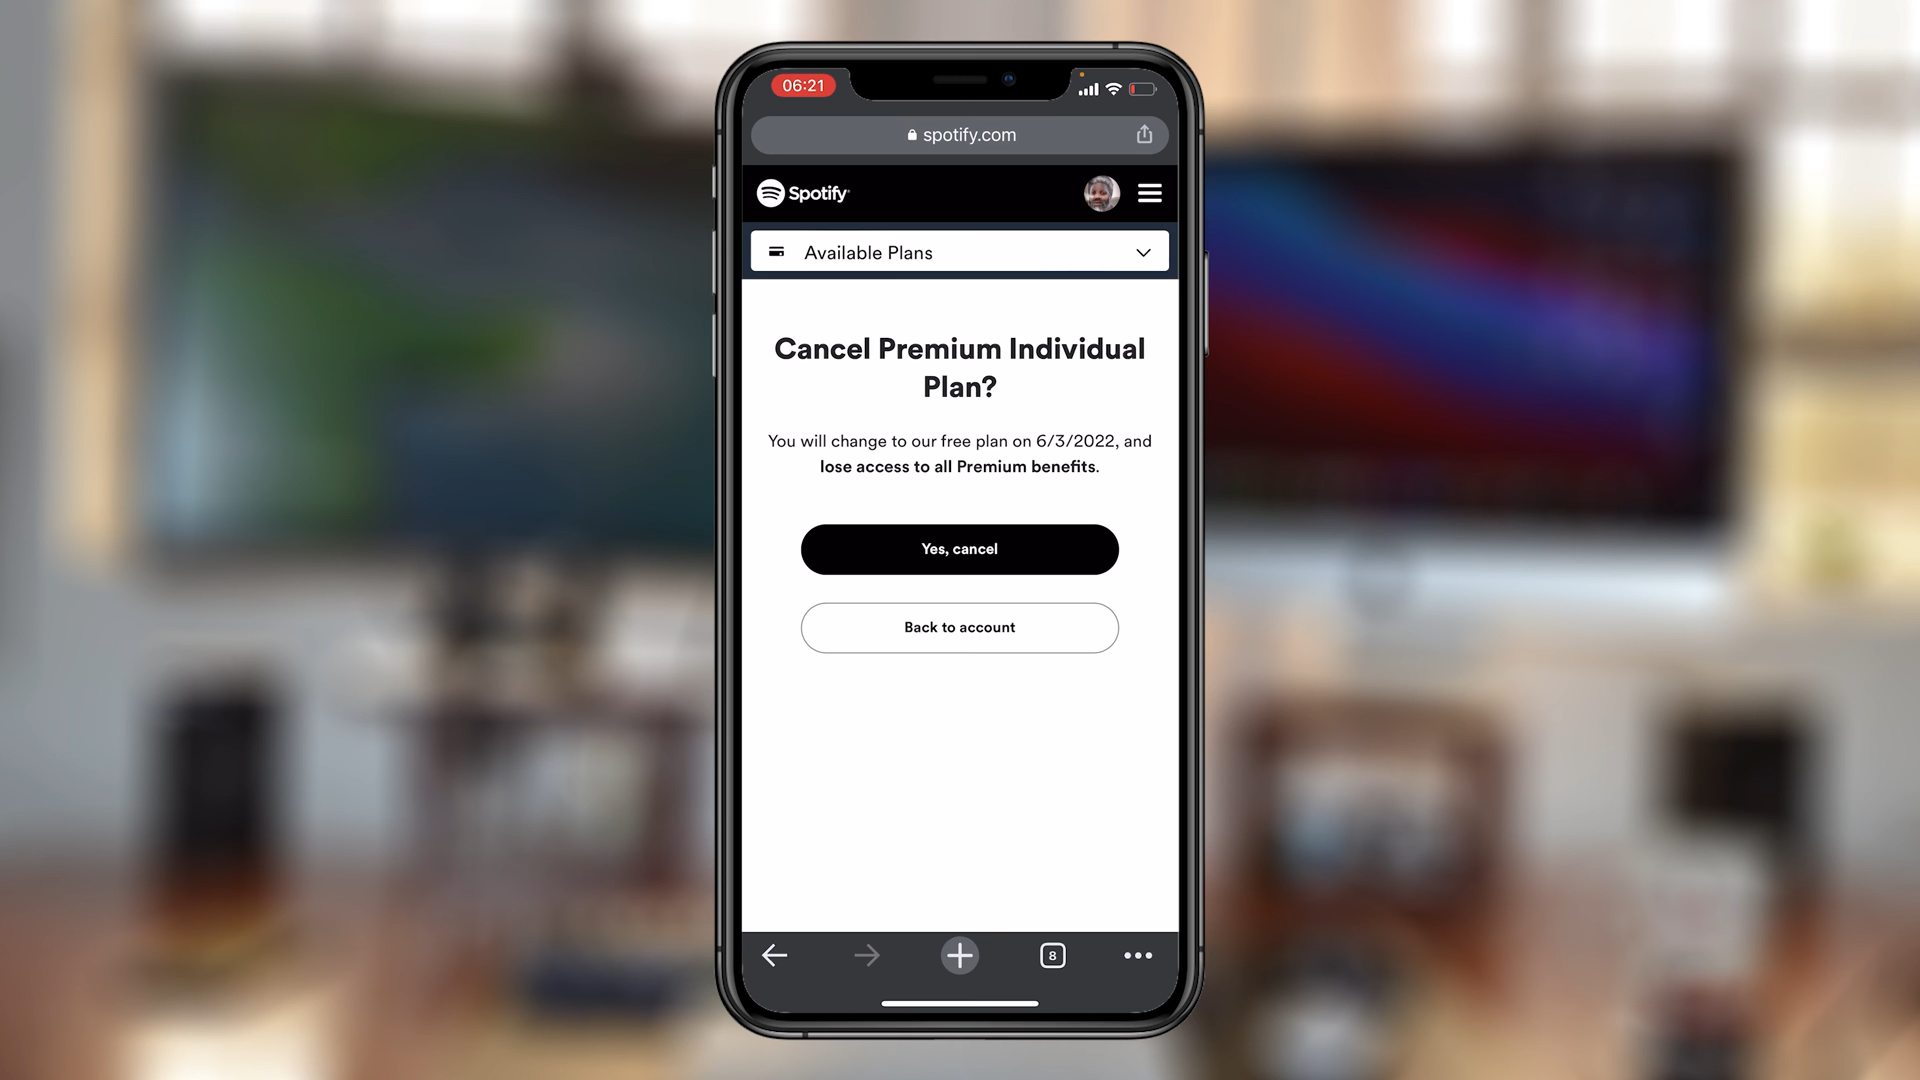 06:21
spotify.com
Spotify
Available Plans
Cancel Premium Individual
Plan?
You will change to our free plan on 6/3/2022, and
lose access to all Premium benefits.
Yes, cancel
Back to account
8